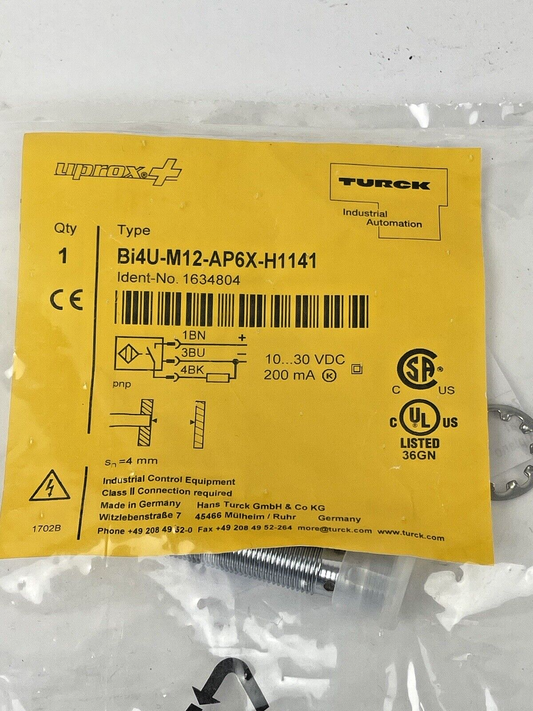 uprox®+
TURCK
Industrial
Automation
Qty Type
1 Bi4U-M12-AP6X-H1141
Ident-No. 1634804
CE
1BN +
3BU −
4BK
pnp
10...30 VDC
200 mA K
C SA® US
C UL® US
LISTED
36GN
sn=4 mm
Industrial Control Equipment
Class II Connection required
Made in Germany Hans Turck GmbH & Co KG
Witzlebenstraße 7 45466 Mülheim / Ruhr Germany
Phone +49 208 49 52-0 Fax +49 208 49 52-264 more@turck.com www.turck.com
1702B